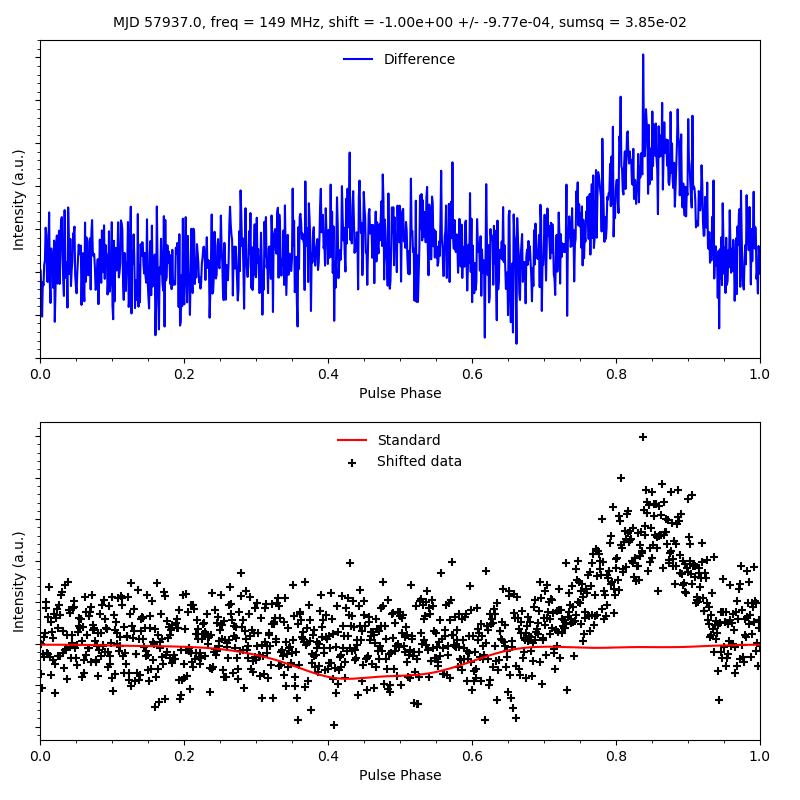 MJD 57937.0, freq = 149 MHz, shift = -1.00e+00 +/- -9.77e-04, sumsq = 3.85e-02
Difference
Intensity (a.u.)
0.0 0.2 0.4 0.6 0.8 1.0
Pulse Phase
Standard
Shifted data
Intensity (a.u.)
0.0 0.2 0.4 0.6 0.8 1.0
Pulse Phase